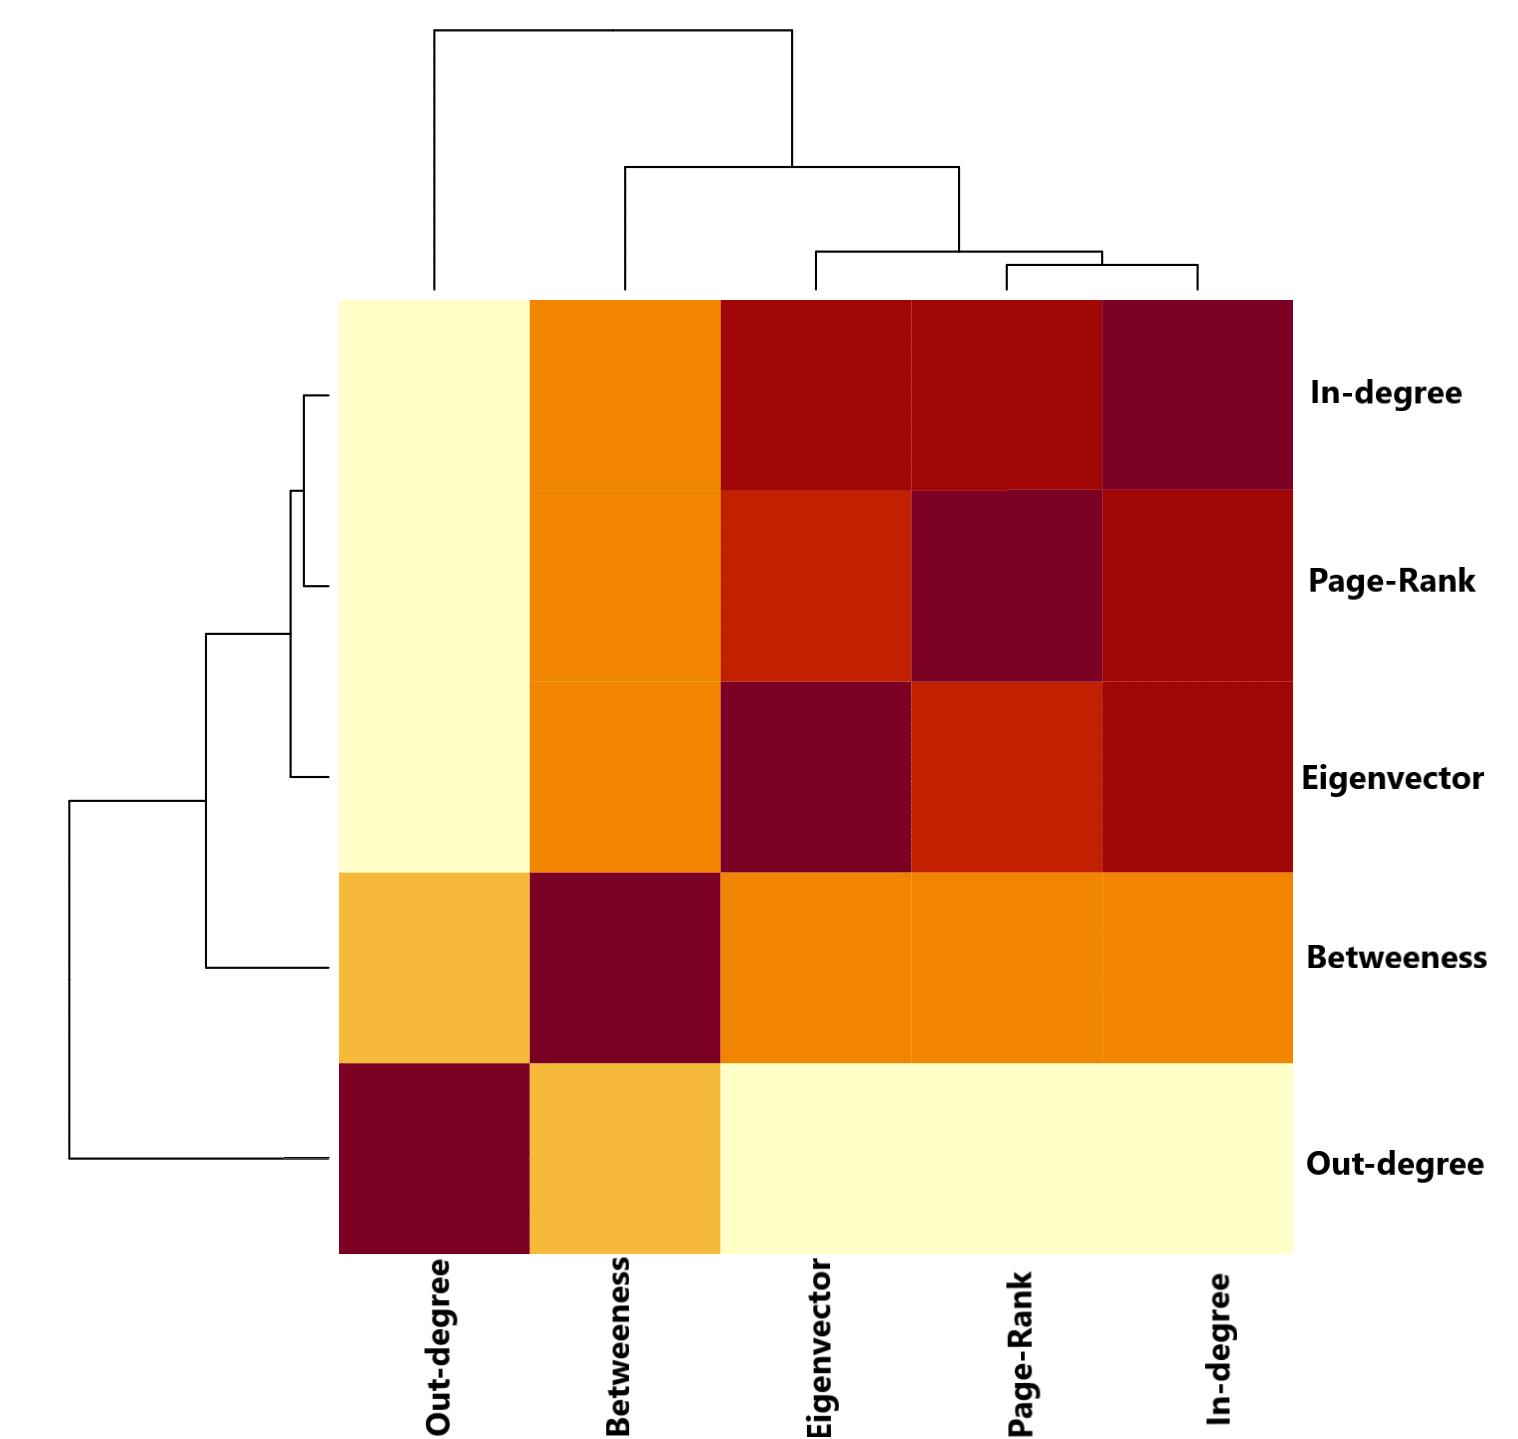 In-degree
Page-Rank
Eigenvector
Betweeness
Out-degree
Out-degree
Betweeness
Eigenvector
Page-Rank
In-degree